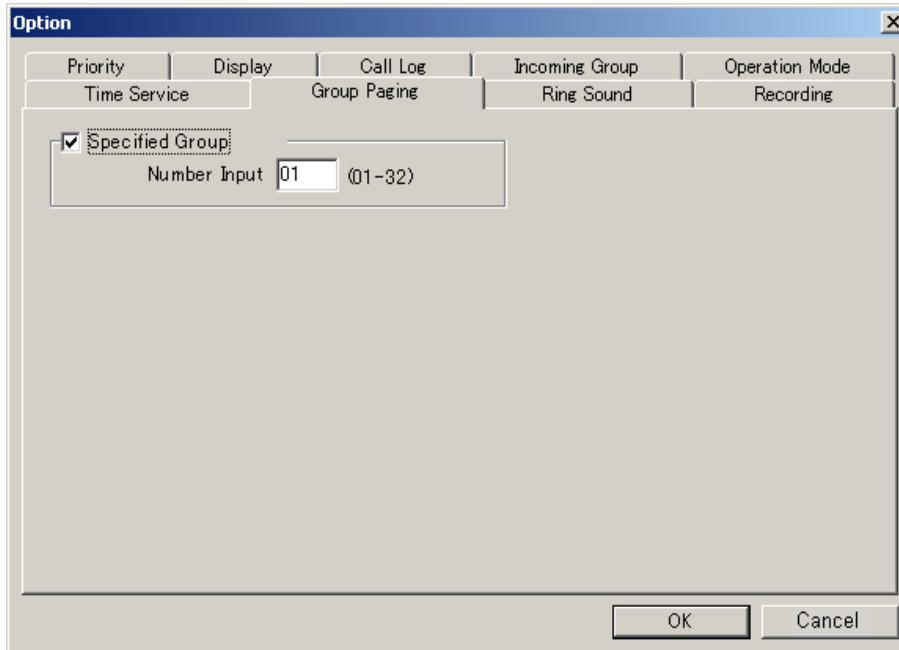 Option
Priority Display Call Log Incoming Group Operation Mode
Time Service Group Paging Ring Sound Recording
Specified Group
Number Input 01 (01-32)
OK Cancel